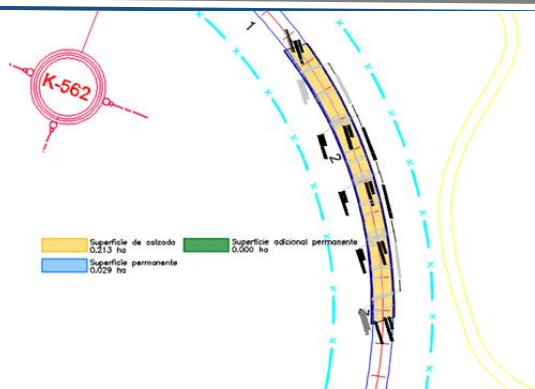 1
K-562
2
Superficie de calzada
0.213 ha
Superficie adicional permanente
0.000 ha
Superficie permanente
0.029 ha